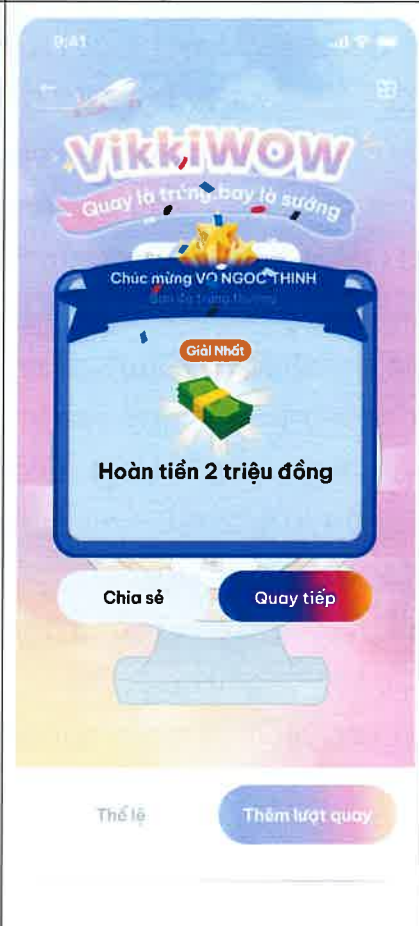 9:41
VikkiWOW
Quay là trúng, bay là sướng
Chúc mừng VO NGOC THINH
Bạn đã trúng thưởng
Giải Nhất
Hoàn tiền 2 triệu đồng
Chia sẻ
Quay tiếp
Thể lệ
Thêm lượt quay